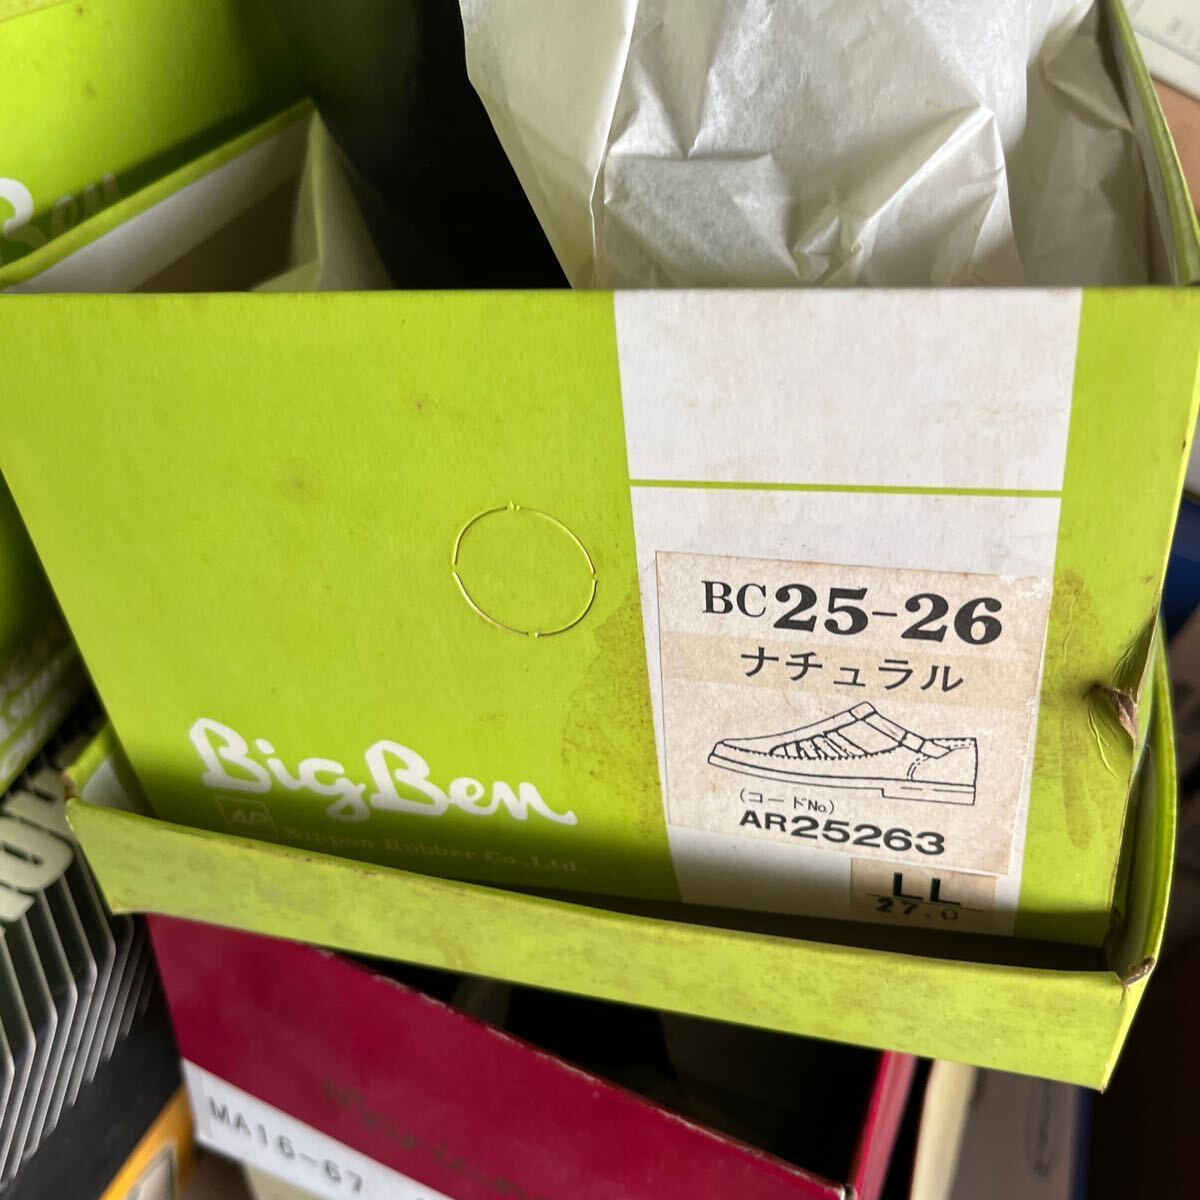 BC25-26
ナチュラル
(コードNo)
AR25263
LL
27.0
BigBen
Nippon Rubber Co.,Ltd.
MA16-67